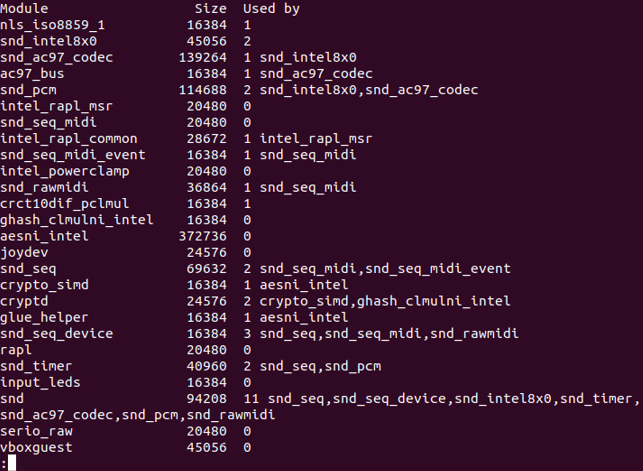 Module                  Size  Used by
nls_iso8859_1          16384  1
snd_intel8x0           45056  2
snd_ac97_codec        139264  1 snd_intel8x0
ac97_bus               16384  1 snd_ac97_codec
snd_pcm               114688  2 snd_intel8x0,snd_ac97_codec
intel_rapl_msr         20480  0
snd_seq_midi           20480  0
intel_rapl_common      28672  1 intel_rapl_msr
snd_seq_midi_event     16384  1 snd_seq_midi
intel_powerclamp       20480  0
snd_rawmidi            36864  1 snd_seq_midi
crct10dif_pclmul       16384  1
ghash_clmulni_intel    16384  0
aesni_intel           372736  0
joydev                 24576  0
snd_seq                69632  2 snd_seq_midi,snd_seq_midi_event
crypto_simd            16384  1 aesni_intel
cryptd                 24576  2 crypto_simd,ghash_clmulni_intel
glue_helper            16384  1 aesni_intel
snd_seq_device         16384  3 snd_seq,snd_seq_midi,snd_rawmidi
rapl                   20480  0
snd_timer              40960  2 snd_seq,snd_pcm
input_leds             16384  0
snd                    94208  11 snd_seq,snd_seq_device,snd_intel8x0,snd_timer,
snd_ac97_codec,snd_pcm,snd_rawmidi
serio_raw              20480  0
vboxguest              45056  0
: